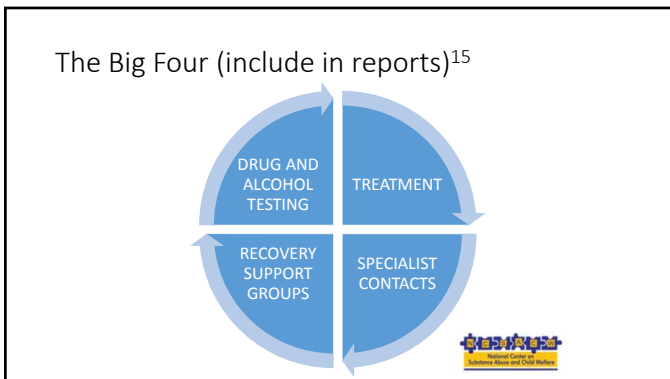 The Big Four (include in reports)15
DRUG AND
ALCOHOL
TESTING
TREATMENT
RECOVERY
SUPPORT
GROUPS
SPECIALIST
CONTACTS
National Center on
Substance Abuse and Child Welfare